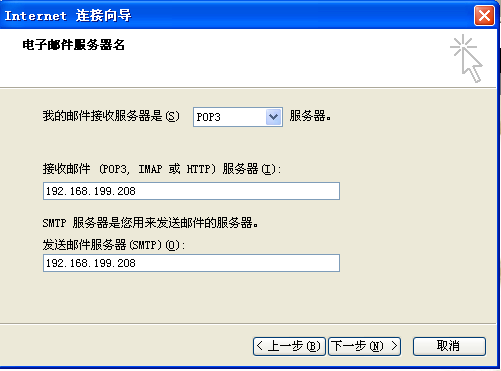 Internet 连接向导
电子邮件服务器名
我的邮件接收服务器是(S) POP3 服务器。
接收邮件 (POP3, IMAP 或 HTTP) 服务器(I):
192.168.199.208
SMTP 服务器是您用来发送邮件的服务器。
发送邮件服务器(SMTP)(O):
192.168.199.208
< 上一步(B) 下一步(N) > 取消